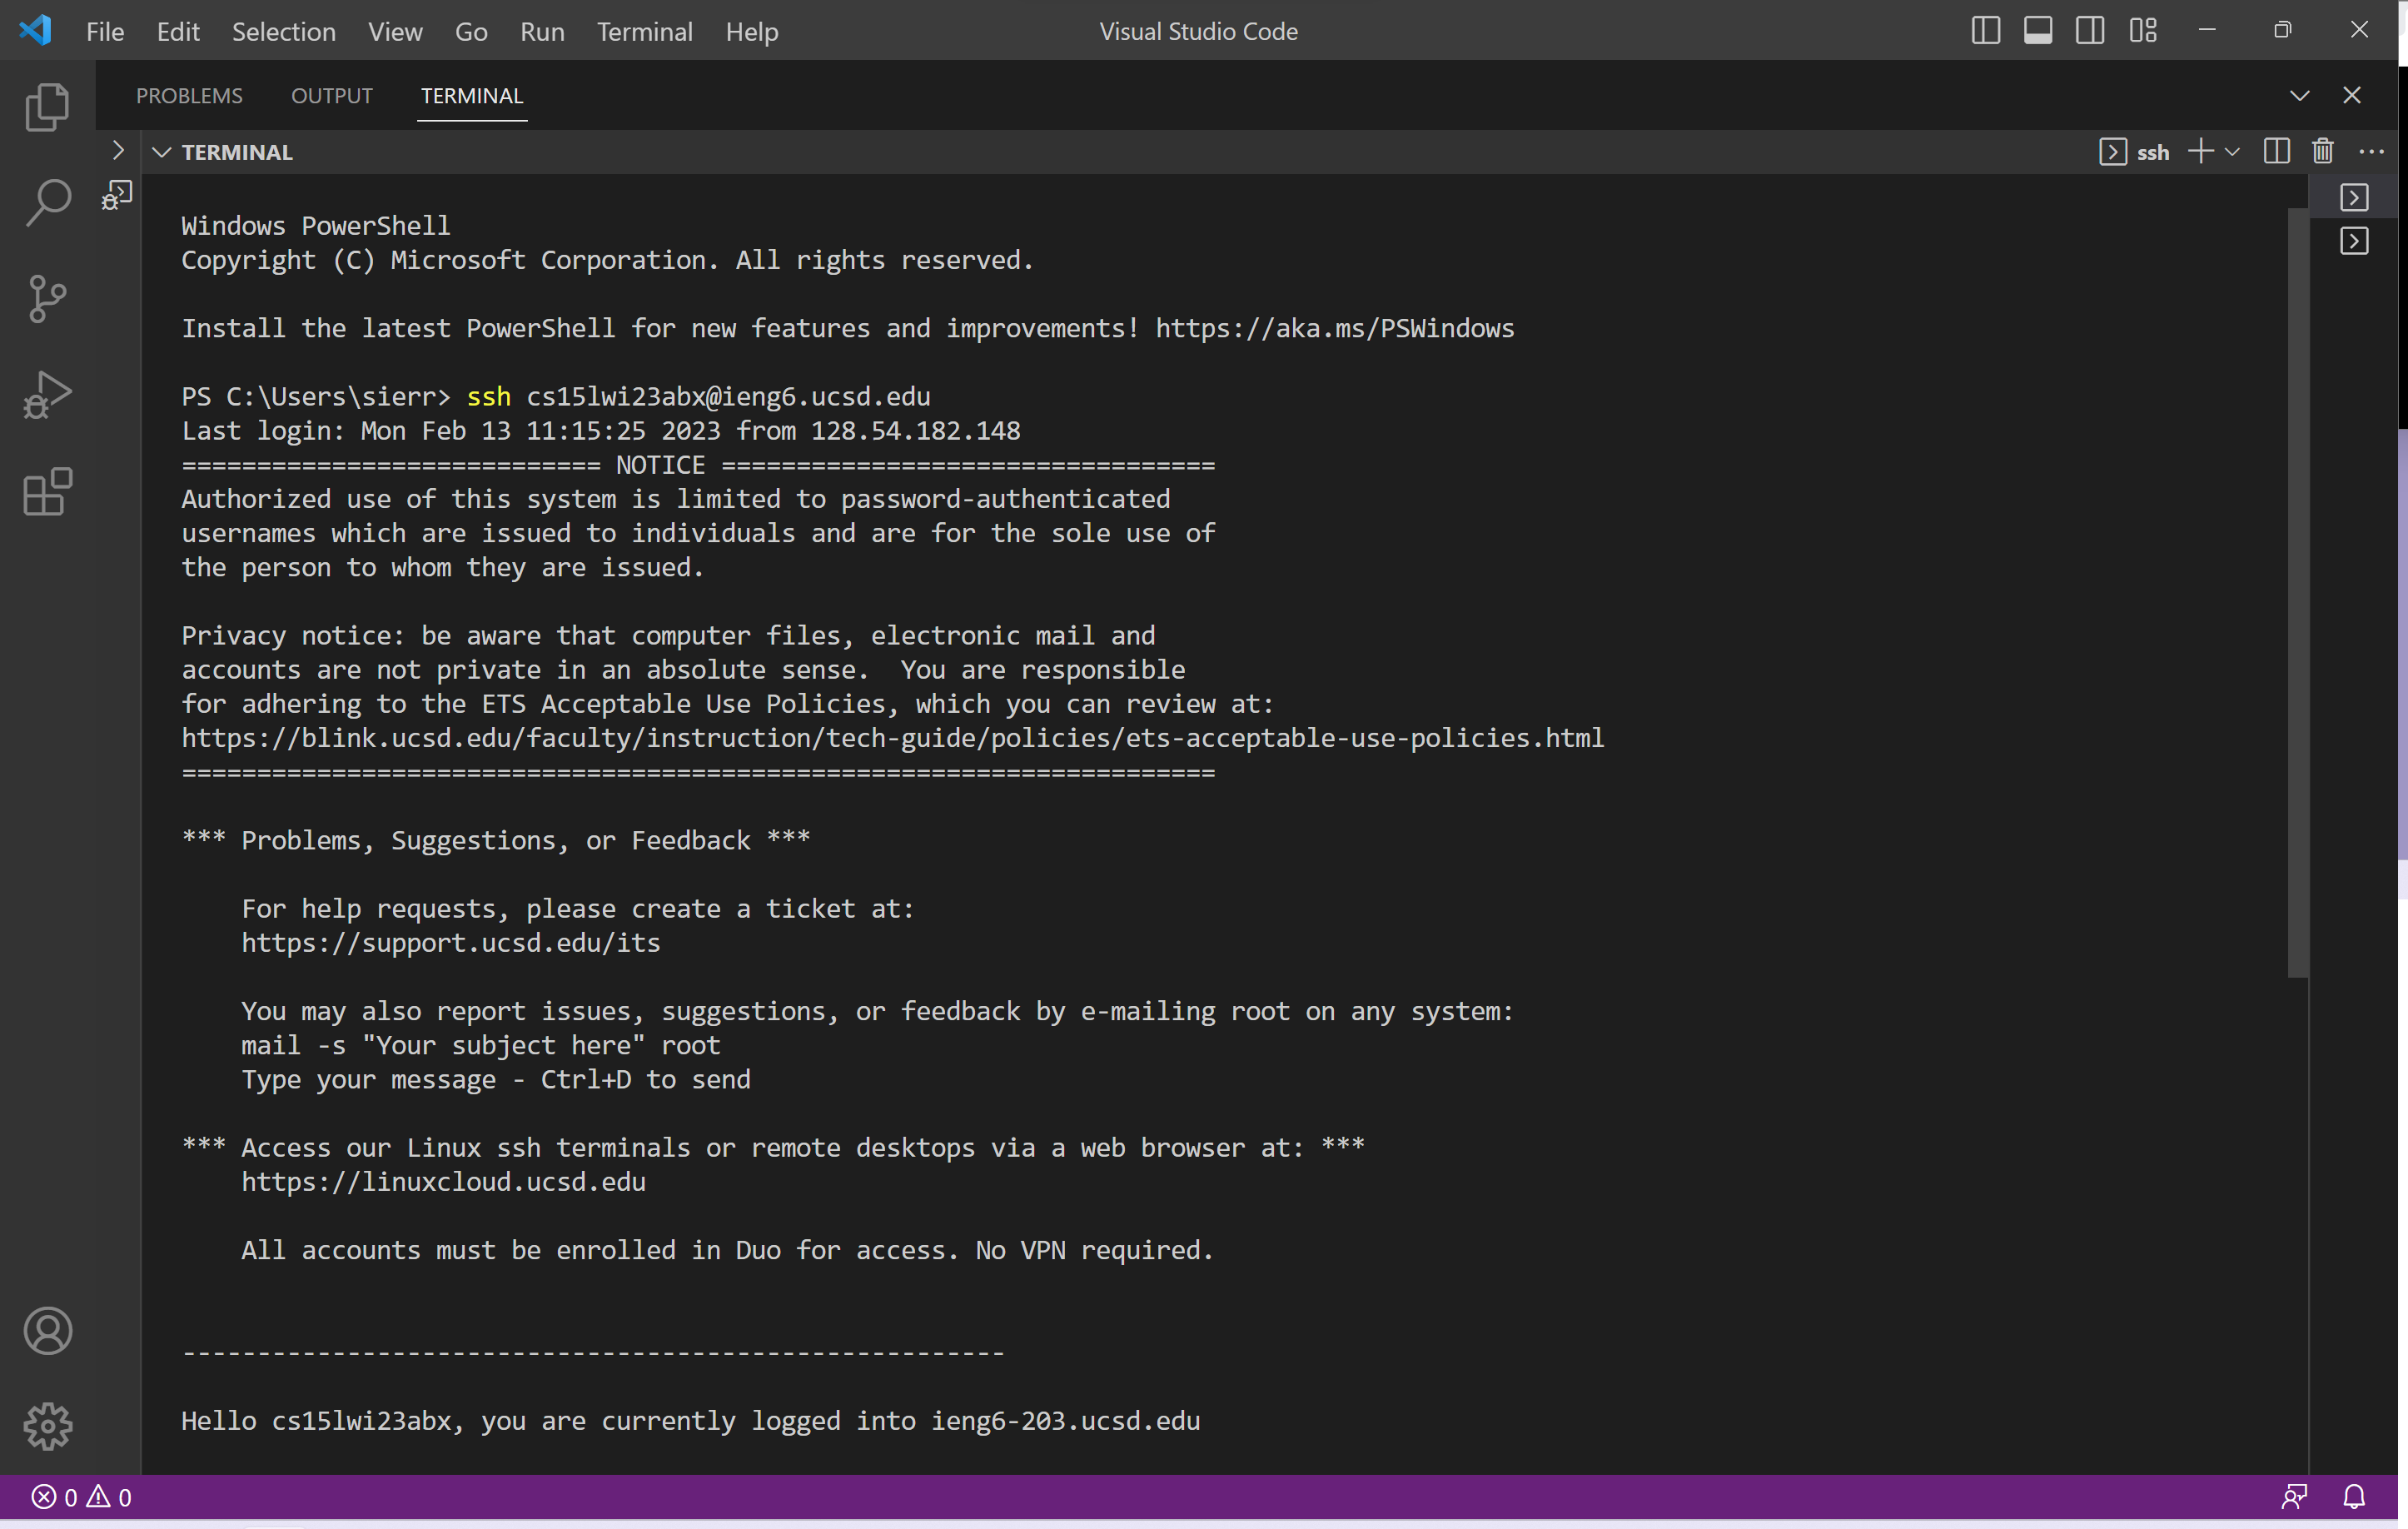 File Edit Selection View Go Run Terminal Help Visual Studio Code
PROBLEMS OUTPUT TERMINAL
TERMINAL ssh
Windows PowerShell
Copyright (C) Microsoft Corporation. All rights reserved.
Install the latest PowerShell for new features and improvements! https://aka.ms/PSWindows
PS C:\Users\sierr> ssh cs15lwi23abx@ieng6.ucsd.edu
Last login: Mon Feb 13 11:15:25 2023 from 128.54.182.148
============================ NOTICE =================================
Authorized use of this system is limited to password-authenticated
usernames which are issued to individuals and are for the sole use of
the person to whom they are issued.
Privacy notice: be aware that computer files, electronic mail and
accounts are not private in an absolute sense.  You are responsible
for adhering to the ETS Acceptable Use Policies, which you can review at:
https://blink.ucsd.edu/faculty/instruction/tech-guide/policies/ets-acceptable-use-policies.html
=====================================================================
*** Problems, Suggestions, or Feedback ***
For help requests, please create a ticket at:
https://support.ucsd.edu/its
You may also report issues, suggestions, or feedback by e-mailing root on any system:
mail -s "Your subject here" root
Type your message - Ctrl+D to send
*** Access our Linux ssh terminals or remote desktops via a web browser at: ***
https://linuxcloud.ucsd.edu
All accounts must be enrolled in Duo for access. No VPN required.
-------------------------------------------------------
Hello cs15lwi23abx, you are currently logged into ieng6-203.ucsd.edu
0 0